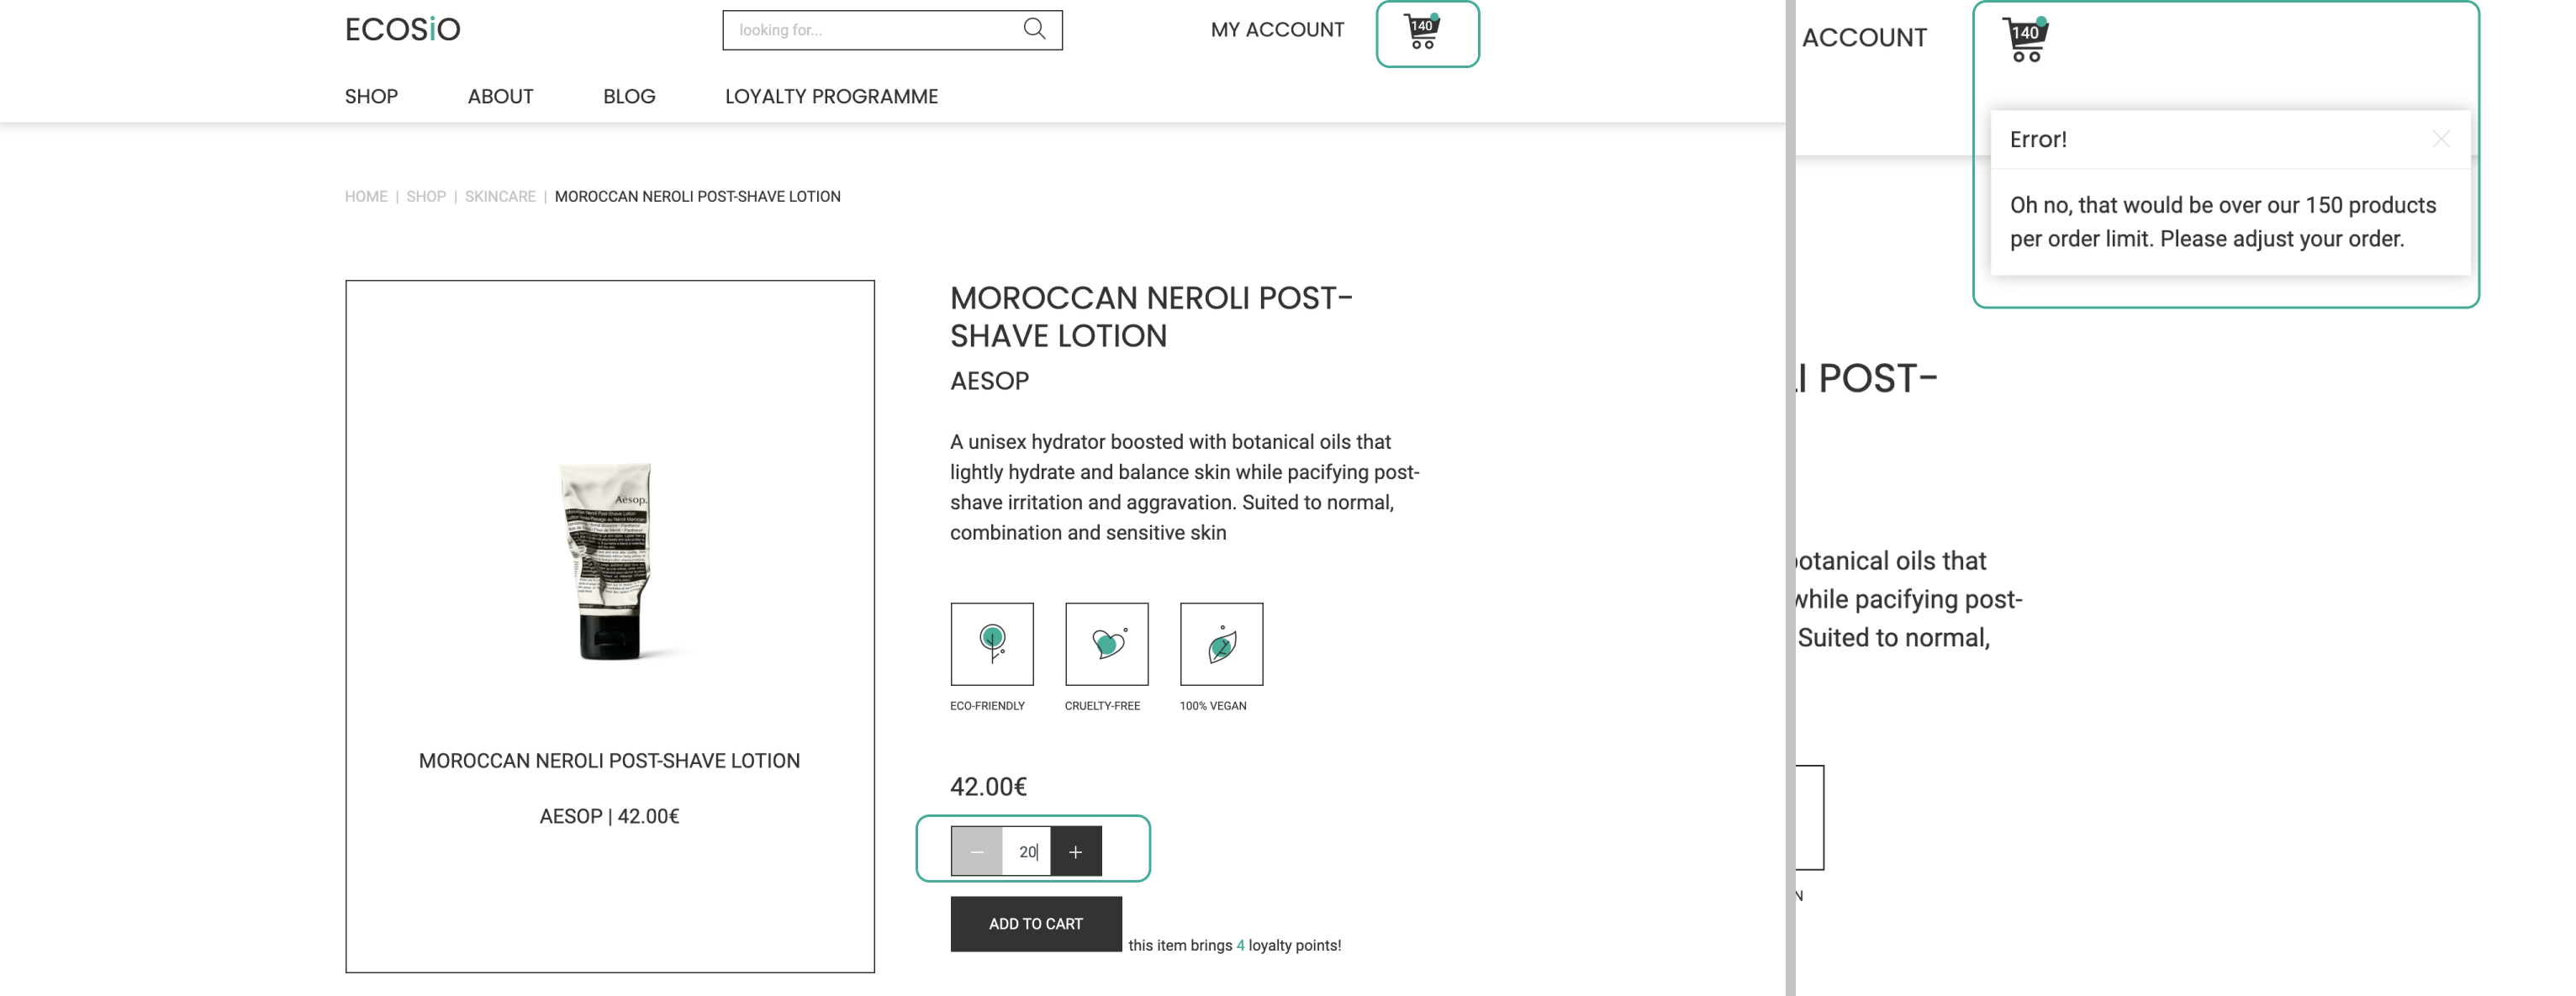 ECOSiO
looking for...
MY ACCOUNT
140
SHOP ABOUT BLOG LOYALTY PROGRAMME
HOME | SHOP | SKINCARE | MOROCCAN NEROLI POST-SHAVE LOTION
Aēsop.
MOROCCAN NEROLI POST-SHAVE LOTION
AESOP | 42.00€
MOROCCAN NEROLI POST-
SHAVE LOTION
AESOP
A unisex hydrator boosted with botanical oils that
lightly hydrate and balance skin while pacifying post-
shave irritation and aggravation. Suited to normal,
combination and sensitive skin
ECO-FRIENDLY CRUELTY-FREE 100% VEGAN
42.00€
− 20 +
ADD TO CART
this item brings 4 loyalty points!
ACCOUNT
140
Error!
Oh no, that would be over our 150 products
per order limit. Please adjust your order.
I POST-
botanical oils that
while pacifying post-
Suited to normal,
N